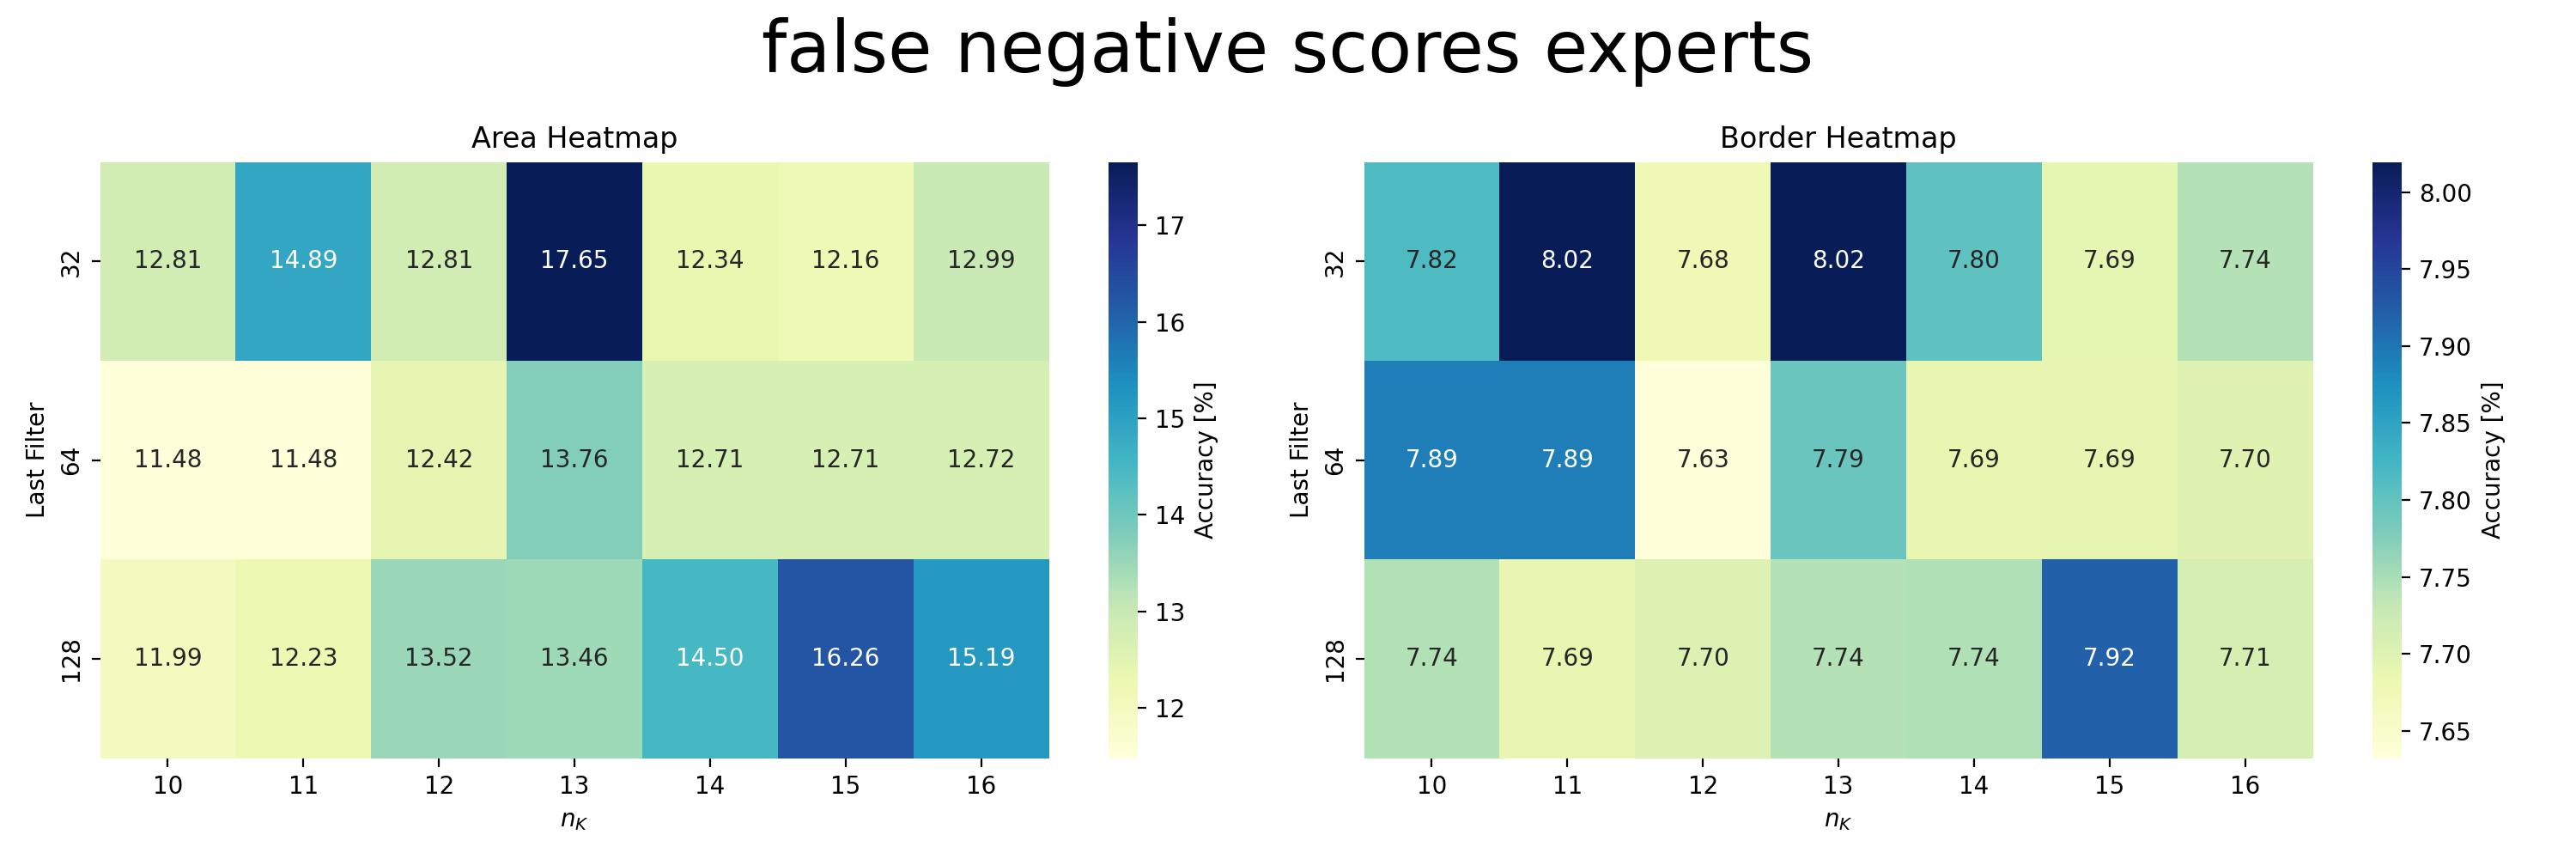 false negative scores experts
Area Heatmap
32 12.81 14.89 12.81 17.65 12.34 12.16 12.99
64 11.48 11.48 12.42 13.76 12.71 12.71 12.72
128 11.99 12.23 13.52 13.46 14.50 16.26 15.19
Last Filter
10 11 12 13 14 15 16
n_K
17
16
15
14
13
12
Accuracy [%]
Border Heatmap
32 7.82 8.02 7.68 8.02 7.80 7.69 7.74
64 7.89 7.89 7.63 7.79 7.69 7.69 7.70
128 7.74 7.69 7.70 7.74 7.74 7.92 7.71
Last Filter
10 11 12 13 14 15 16
n_K
8.00
7.95
7.90
7.85
7.80
7.75
7.70
7.65
Accuracy [%]